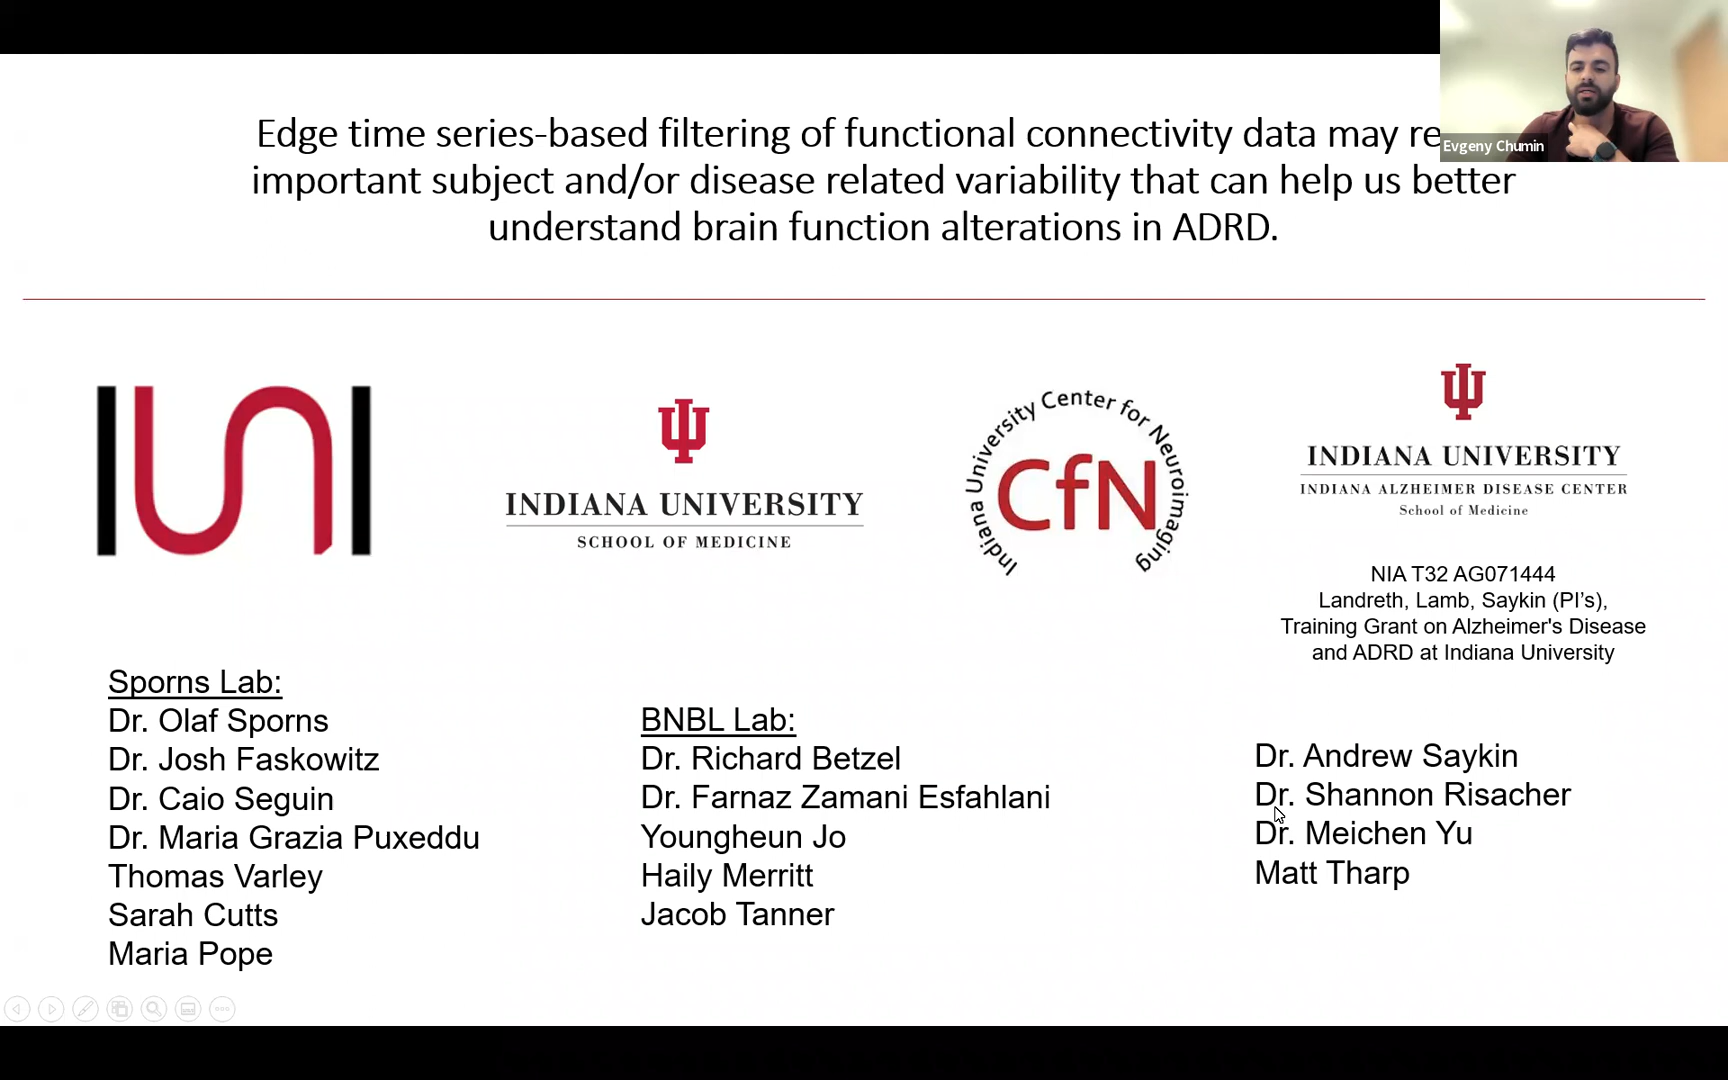 Edge time series-based filtering of functional connectivity data may re
important subject and/or disease related variability that can help us better
understand brain function alterations in ADRD.
Evgeny Chumin
IUNI
INDIANA UNIVERSITY
SCHOOL OF MEDICINE
Indiana University Center for Neuroimaging
CfN
INDIANA UNIVERSITY
INDIANA ALZHEIMER DISEASE CENTER
School of Medicine
NIA T32 AG071444
Landreth, Lamb, Saykin (PI's),
Training Grant on Alzheimer's Disease
and ADRD at Indiana University
Sporns Lab:
Dr. Olaf Sporns
Dr. Josh Faskowitz
Dr. Caio Seguin
Dr. Maria Grazia Puxeddu
Thomas Varley
Sarah Cutts
Maria Pope
BNBL Lab:
Dr. Richard Betzel
Dr. Farnaz Zamani Esfahlani
Youngheun Jo
Haily Merritt
Jacob Tanner
Dr. Andrew Saykin
Dr. Shannon Risacher
Dr. Meichen Yu
Matt Tharp